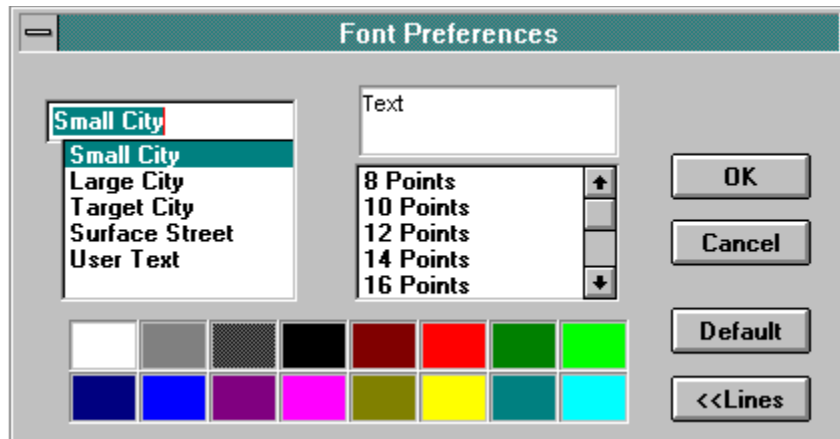 Font Preferences
Small City
Small City
Large City
Target City
Surface Street
User Text
Text
8 Points
10 Points
12 Points
14 Points
16 Points
OK
Cancel
Default
<<Lines